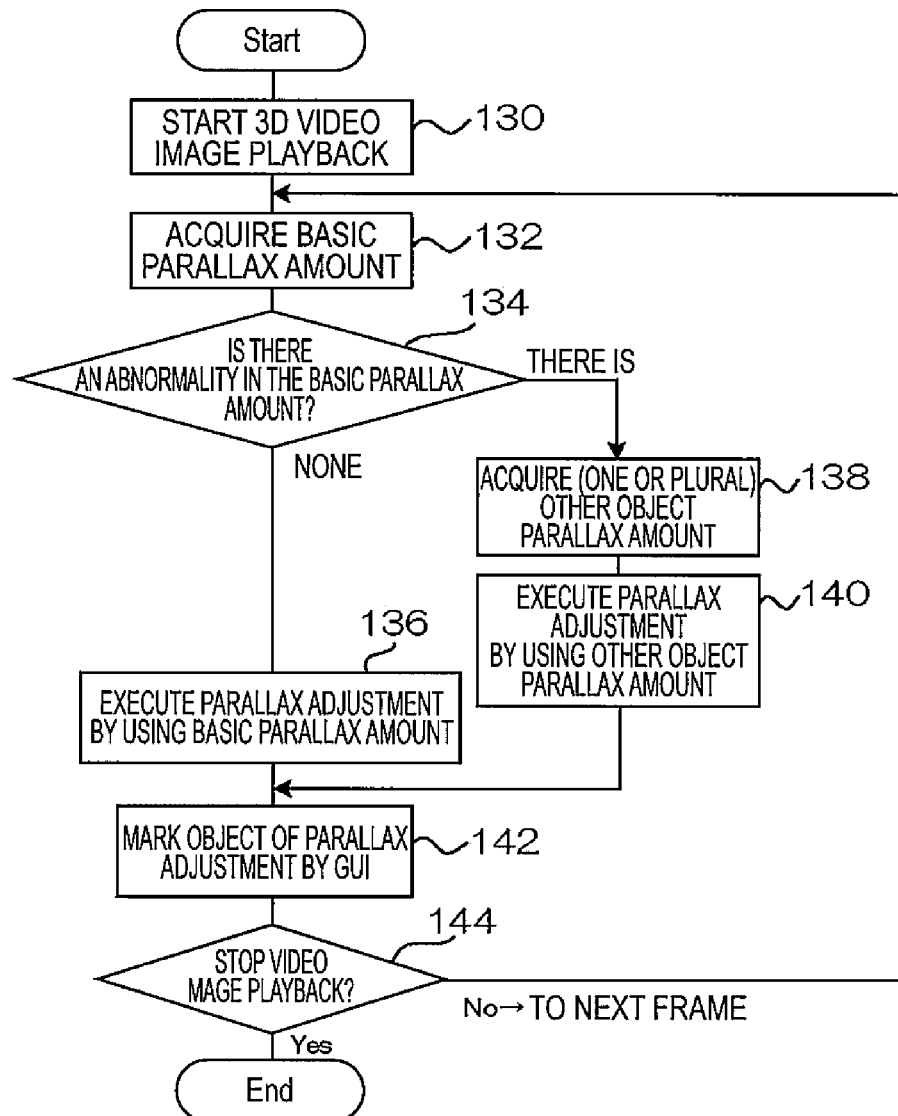 Start
START 3D VIDEO
IMAGE PLAYBACK
130
ACQUIRE BASIC
PARALLAX AMOUNT
132
134
IS THERE
AN ABNORMALITY IN THE BASIC PARALLAX
AMOUNT?
THERE IS
NONE
ACQUIRE (ONE OR PLURAL)
OTHER OBJECT
PARALLAX AMOUNT
138
EXECUTE PARALLAX
ADJUSTMENT
BY USING OTHER OBJECT
PARALLAX AMOUNT
140
136
EXECUTE PARALLAX ADJUSTMENT
BY USING BASIC PARALLAX AMOUNT
MARK OBJECT OF PARALLAX
ADJUSTMENT BY GUI
142
144
STOP VIDEO
MAGE PLAYBACK?
No→ TO NEXT FRAME
Yes
End